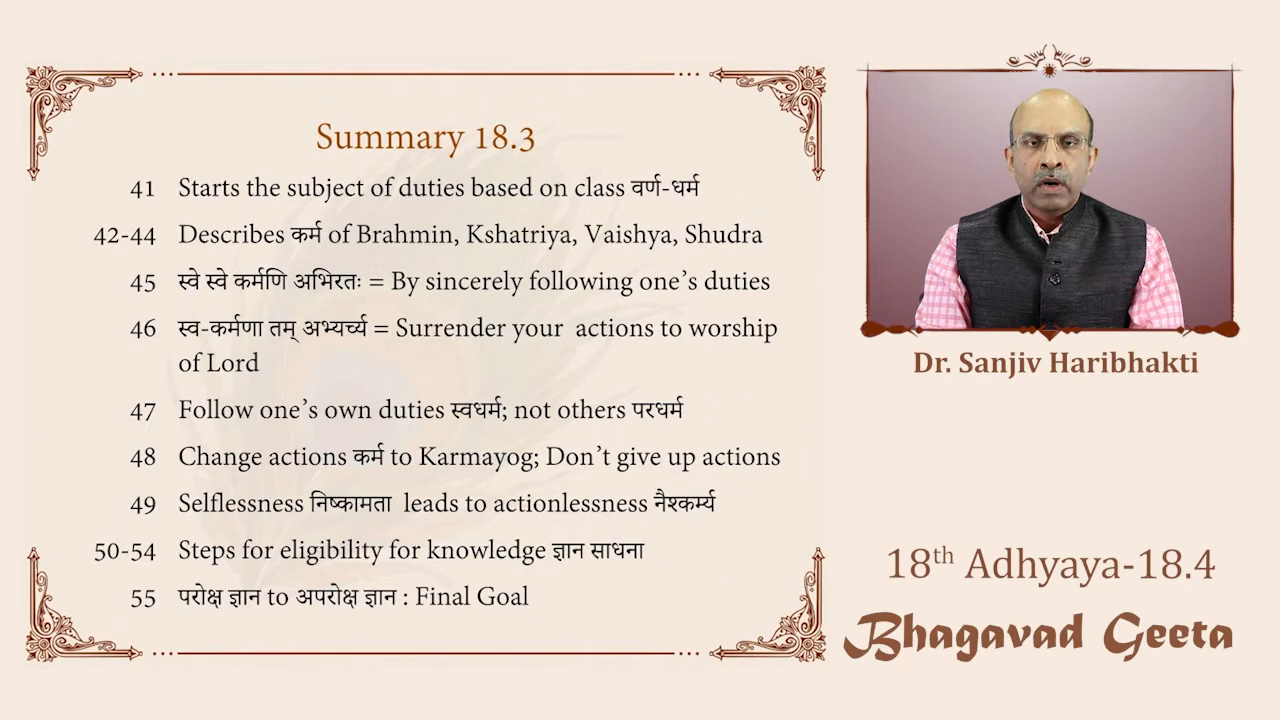 Summary 18.3
41 Starts the subject of duties based on class वर्ण-धर्म
42-44 Describes कर्म of Brahmin, Kshatriya, Vaishya, Shudra
45 स्वे स्वे कर्मणि अभिरतः = By sincerely following one’s duties
46 स्व-कर्मणा तम् अभ्यर्च्य = Surrender your actions to worship
of Lord
47 Follow one’s own duties स्वधर्म; not others परधर्म
48 Change actions कर्म to Karmayog; Don’t give up actions
49 Selflessness निष्कामता leads to actionlessness नैश्कर्म्य
50-54 Steps for eligibility for knowledge ज्ञान साधना
55 परोक्ष ज्ञान to अपरोक्ष ज्ञान : Final Goal
Dr. Sanjiv Haribhakti
18th Adhyaya-18.4
Bhagavad Geeta